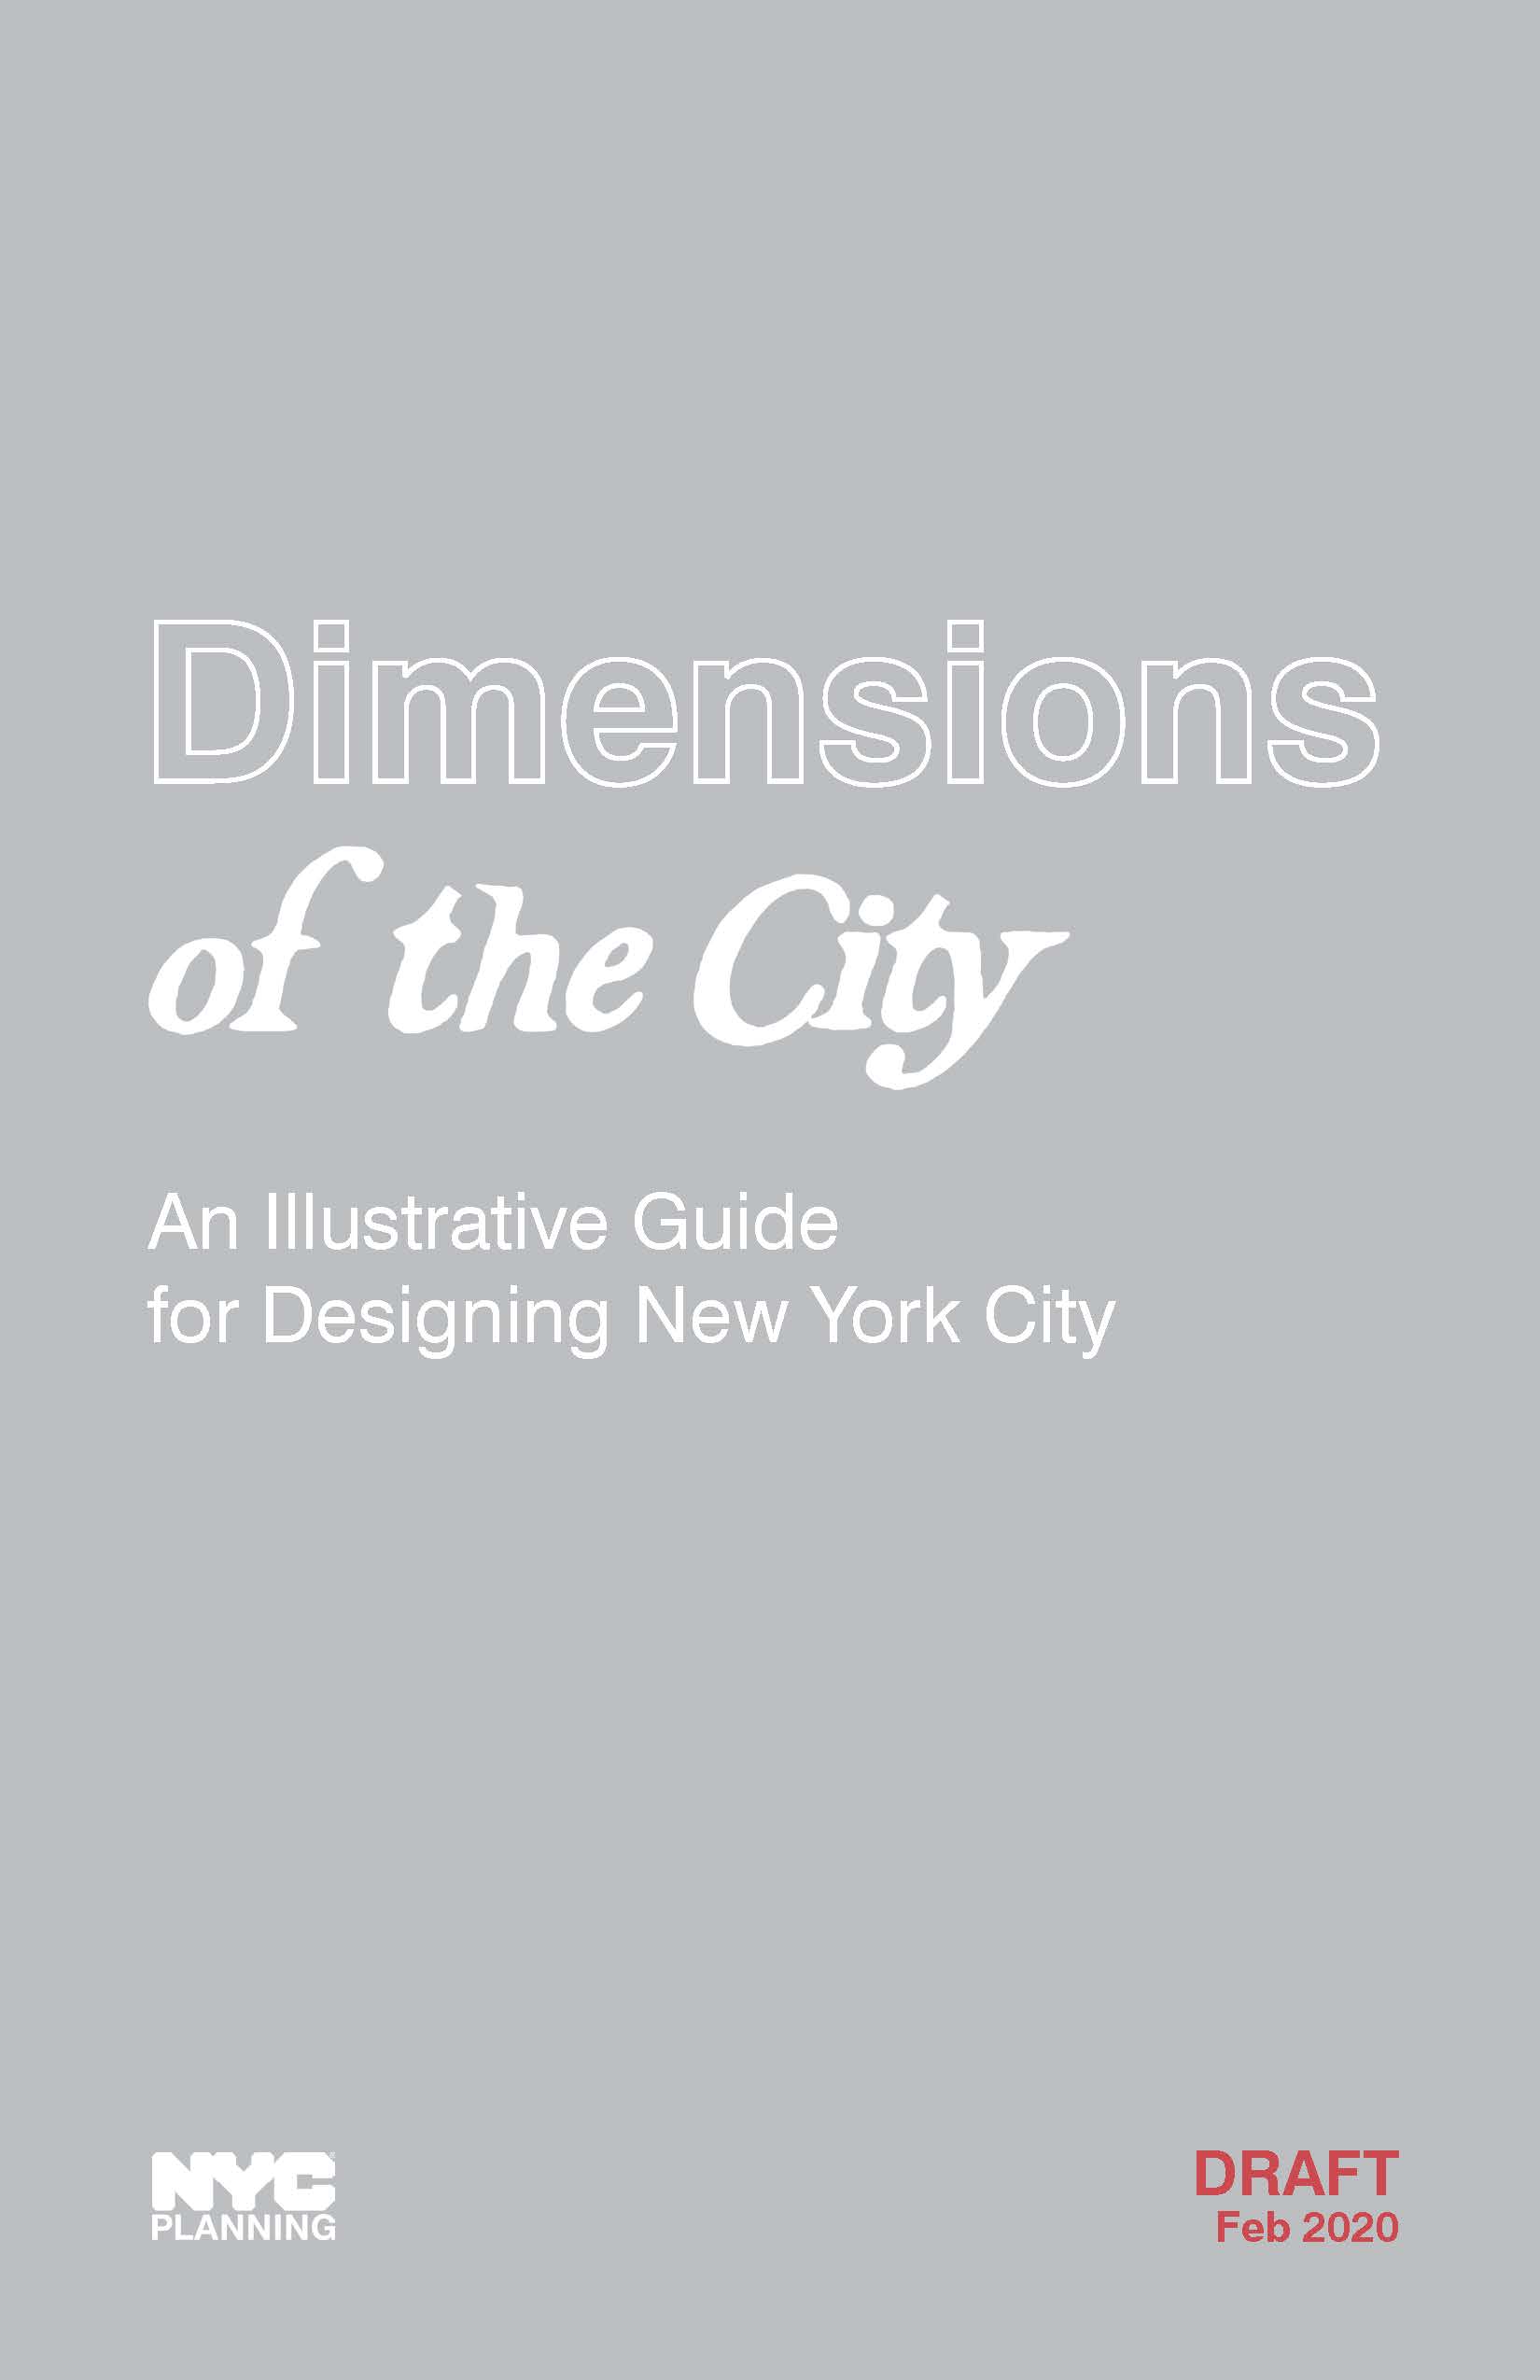 Dimensions
of the City
An Illustrative Guide
for Designing New York City
NYC
PLANNING
DRAFT
Feb 2020